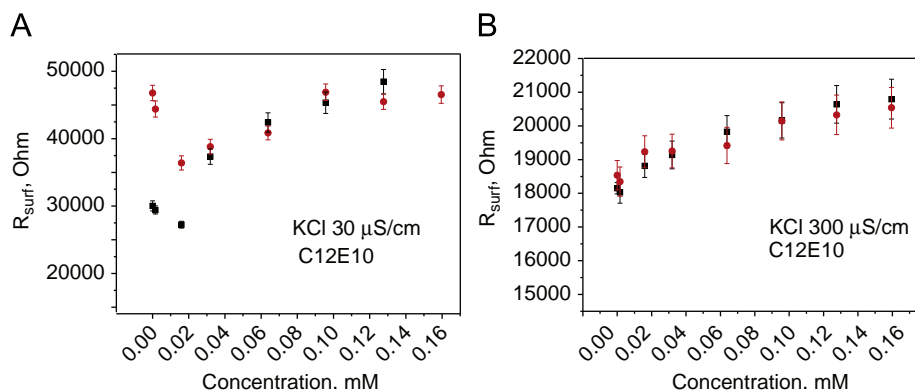 A
50000
40000
30000
20000
R_surf, Ohm
KCl 30 μS/cm
C12E10
0.00 0.02 0.04 0.06 0.08 0.10 0.12 0.14 0.16
Concentration, mM
B
22000
21000
20000
19000
18000
17000
16000
15000
R_surf, Ohm
KCl 300 μS/cm
C12E10
0.00 0.02 0.04 0.06 0.08 0.10 0.12 0.14 0.16
Concentration, mM